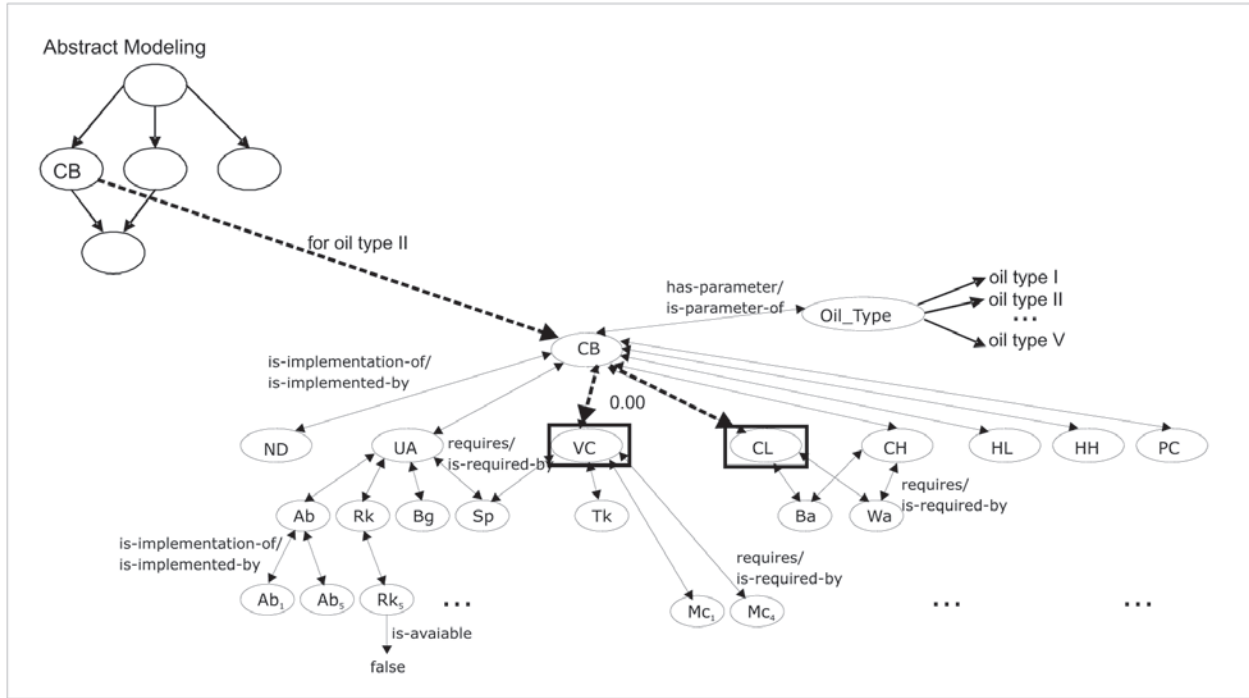 Abstract Modeling
CB
for oil type II
has-parameter/
is-parameter-of
Oil_Type
oil type I
oil type II
...
oil type V
CB
is-implementation-of/
is-implemented-by
0.00
ND
UA
requires/
is-required-by
VC
CL
CH
HL
HH
PC
Ab
Rk
Bg
Sp
Tk
Ba
Wa
requires/
is-required-by
is-implementation-of/
is-implemented-by
requires/
is-required-by
Ab₁
Ab₅
Rk₅
...
Mc₁
Mc₄
...
...
is-avaiable
false